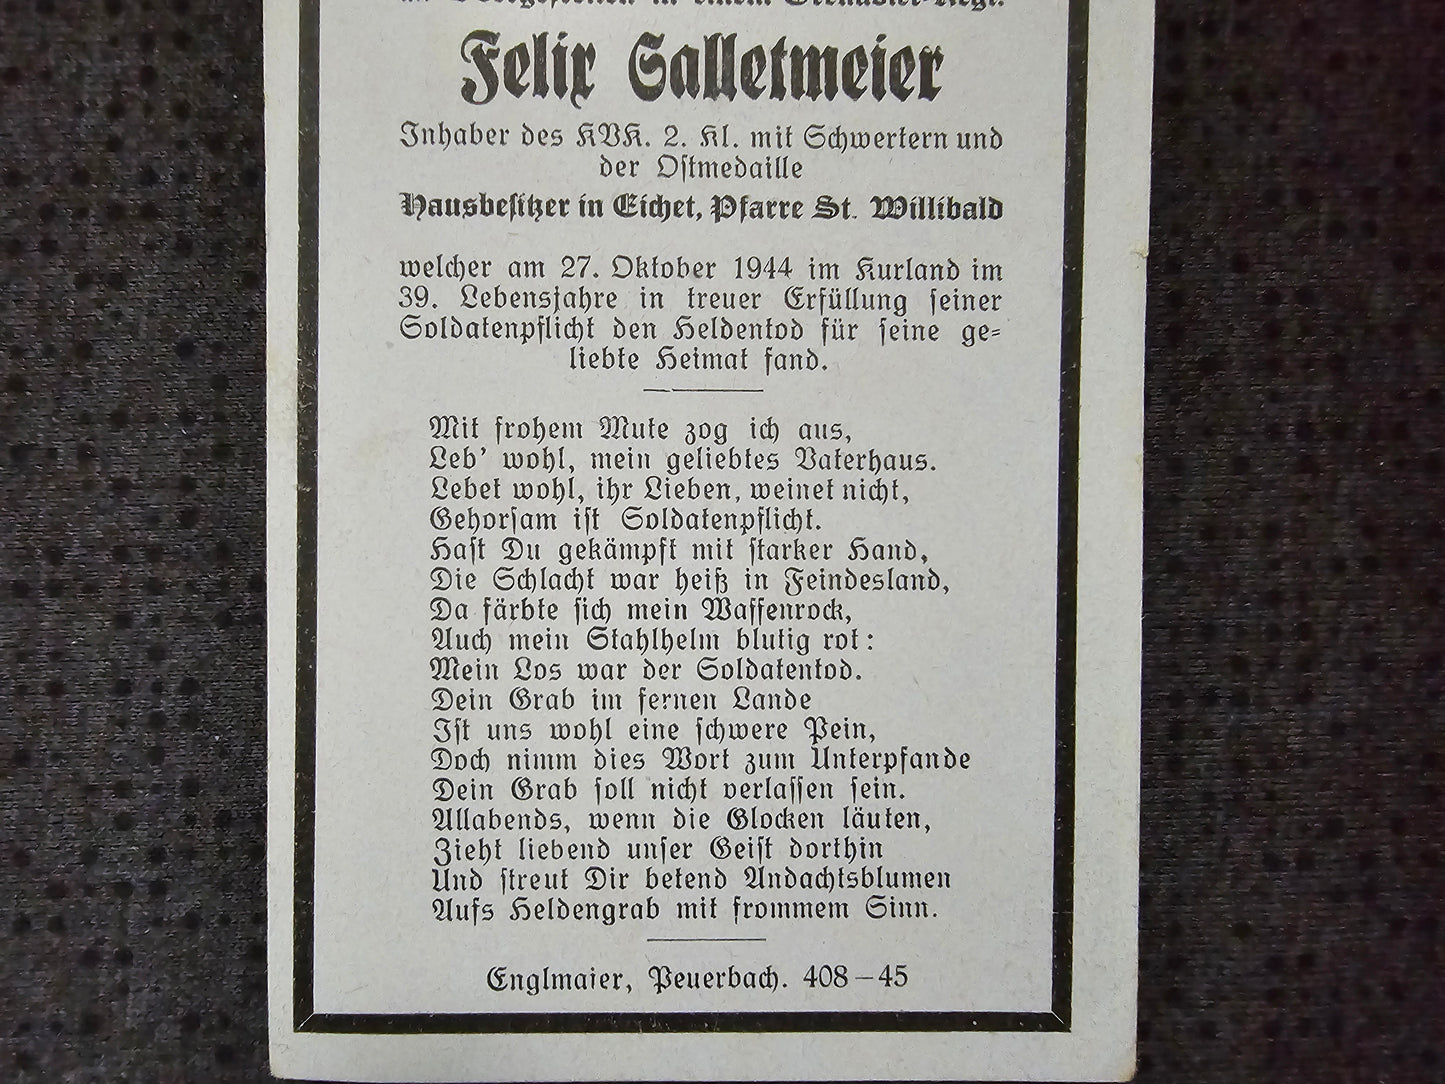 in einem Grenadier-Regt.
Felix Salletmeier
Inhaber des KVK. 2. Kl. mit Schwertern und
der Ostmedaille
Hausbesitzer in Eichet, Pfarre St. Willibald
welcher am 27. Oktober 1944 im Kurland im
39. Lebensjahre in treuer Erfüllung seiner
Soldatenpflicht den Heldentod für seine ge-
liebte Heimat fand.
Mit frohem Mute zog ich aus,
Leb' wohl, mein geliebtes Vaterhaus.
Lebet wohl, ihr Lieben, weinet nicht,
Gehorsam ist Soldatenpflicht.
Hast Du gekämpft mit starker Hand,
Die Schlacht war heiß in Feindesland,
Da färbte sich mein Waffenrock,
Auch mein Stahlhelm blutig rot:
Mein Los war der Soldatentod.
Dein Grab im fernen Lande
Ist uns wohl eine schwere Pein,
Doch nimm dies Wort zum Unterpfande
Dein Grab soll nicht verlassen sein.
Allabends, wenn die Glocken läuten,
Zieht liebend unser Geist dorthin
Und streut Dir betend Andachtsblumen
Aufs Heldengrab mit frommem Sinn.
Englmaier, Peuerbach. 408–45